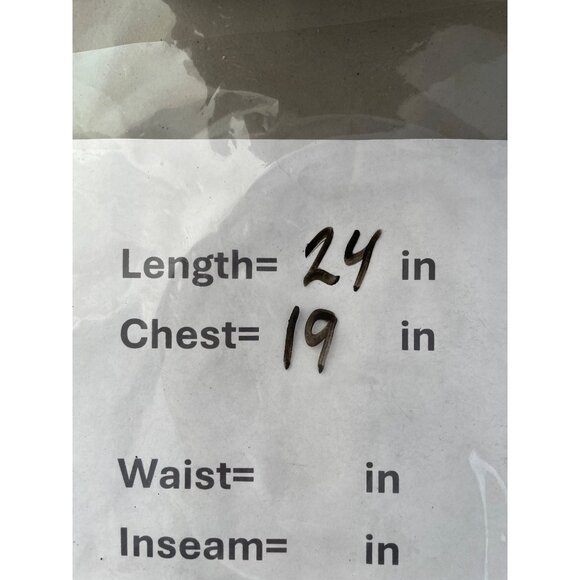 Length= 24 in
Chest= 19 in
Waist= in
Inseam= in